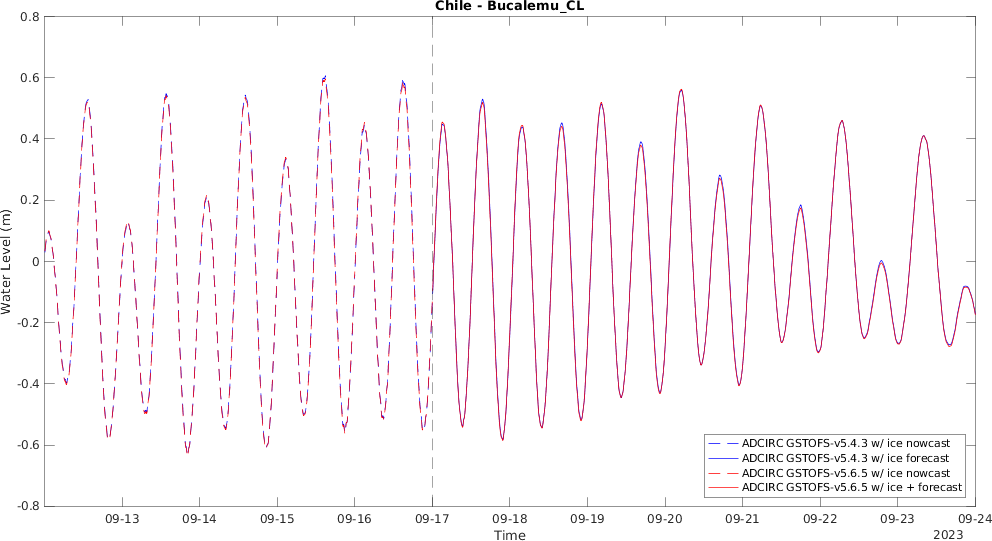 Chile - Bucalemu_CL
0.8
0.6
0.4
0.2
0
-0.2
-0.4
-0.6
-0.8
Water Level (m)
ADCIRC GSTOFS-v5.4.3 w/ ice nowcast
ADCIRC GSTOFS-v5.4.3 w/ ice forecast
ADCIRC GSTOFS-v5.6.5 w/ ice nowcast
ADCIRC GSTOFS-v5.6.5 w/ ice + forecast
09-13 09-14 09-15 09-16 09-17 09-18 09-19 09-20 09-21 09-22 09-23 09-24
Time
2023